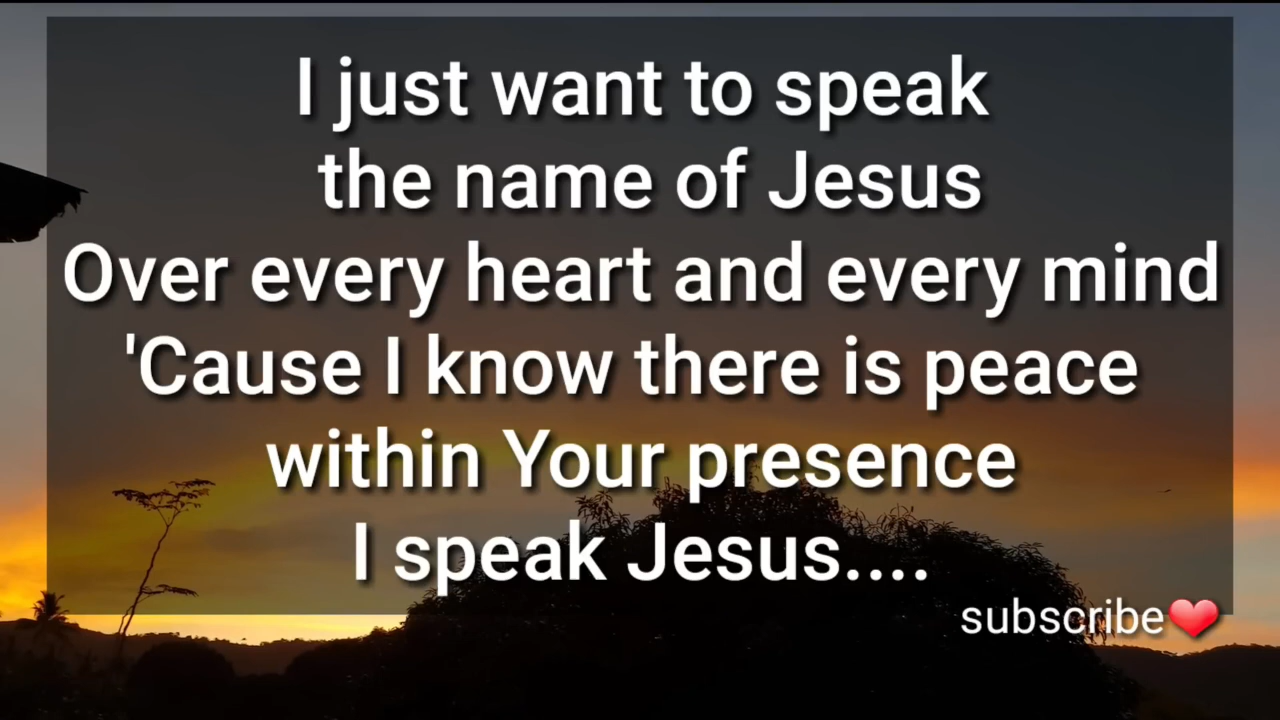 I just want to speak
the name of Jesus
Over every heart and every mind
'Cause I know there is peace
within Your presence
I speak Jesus....
subscribe❤️